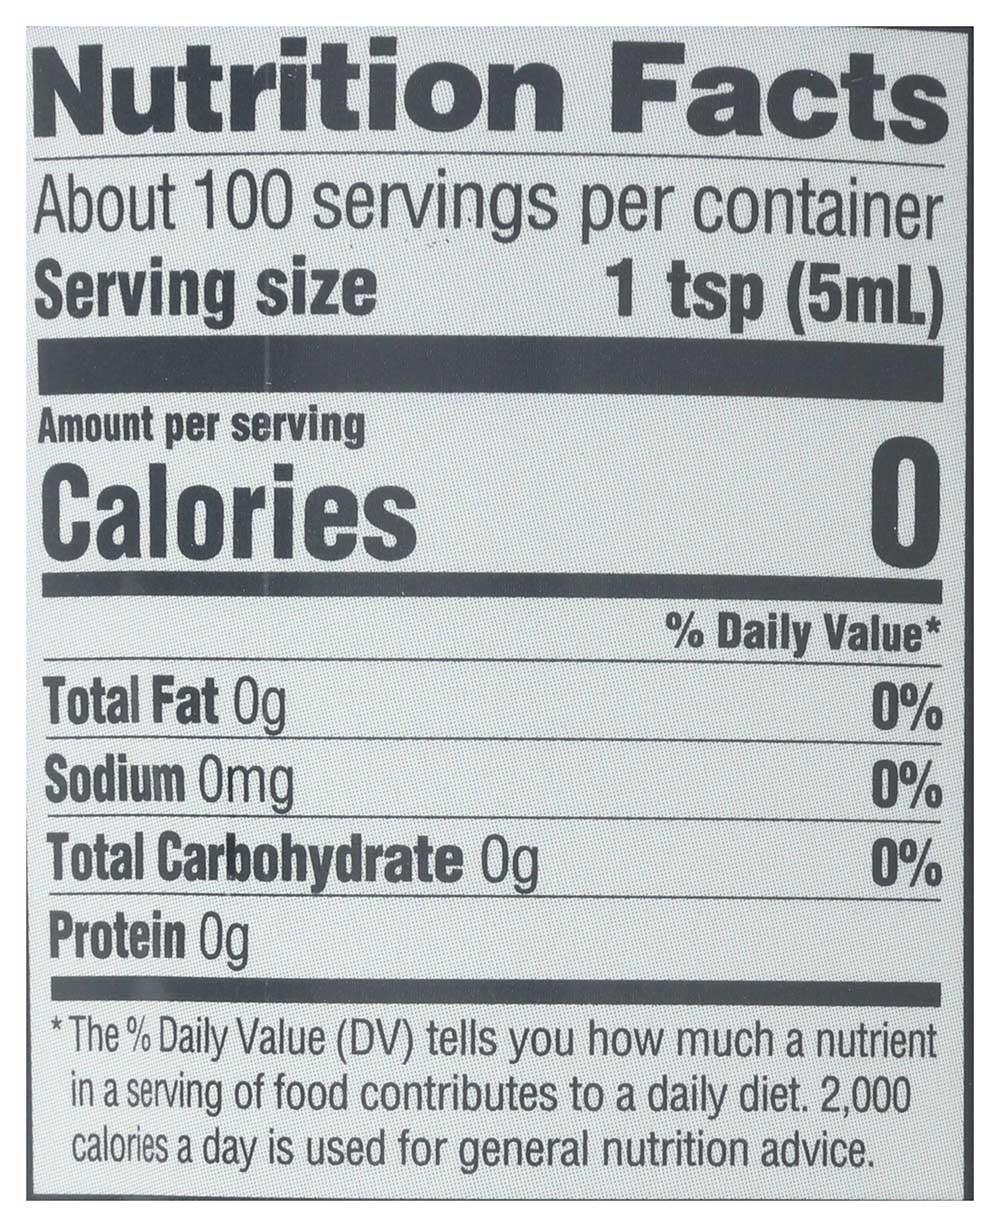 Nutrition Facts
About 100 servings per container
Serving size 1 tsp (5mL)
Amount per serving
Calories 0
% Daily Value*
Total Fat 0g 0%
Sodium 0mg 0%
Total Carbohydrate 0g 0%
Protein 0g
* The % Daily Value (DV) tells you how much a nutrient
in a serving of food contributes to a daily diet. 2,000
calories a day is used for general nutrition advice.